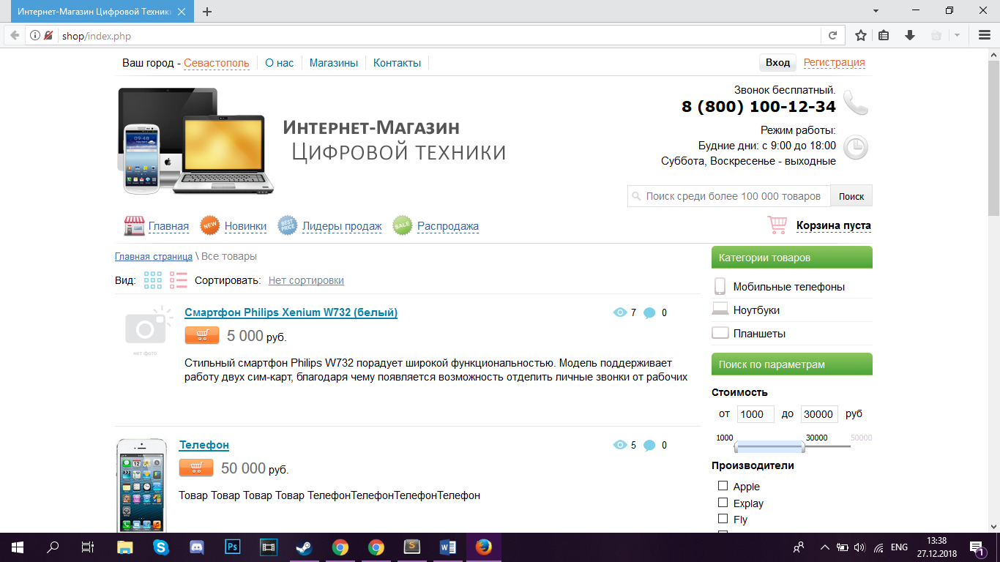 Интернет-Магазин Цифровой Техники
shop/index.php
Ваш город - Севастополь О нас Магазины Контакты Вход Регистрация
Звонок бесплатный.
8 (800) 100-12-34
Режим работы:
Будние дни: с 9:00 до 18:00
Суббота, Воскресенье - выходные
09:48
Интернет-Магазин
Цифровой техники
Поиск среди более 100 000 товаров Поиск
Главная NEW Новинки BEST PRICE Лидеры продаж SALE Распродажа Корзина пуста
Главная страница \ Все товары
Вид: Сортировать: Нет сортировки
Смартфон Philips Xenium W732 (белый) 7 0
5 000 руб.
нет фото
Стильный смартфон Philips W732 порадует широкой функциональностью. Модель поддерживает
работу двух сим-карт, благодаря чему появляется возможность отделить личные звонки от рабочих
Телефон 5 0
50 000 руб.
Товар Товар Товар Товар ТелефонТелефонТелефонТелефон
Категории товаров
Мобильные телефоны
Ноутбуки
Планшеты
Поиск по параметрам
Стоимость
от 1000 до 30000 руб
1000 30000 50000
Производители
Apple
Explay
Fly
ENG
13:38
27.12.2018
1